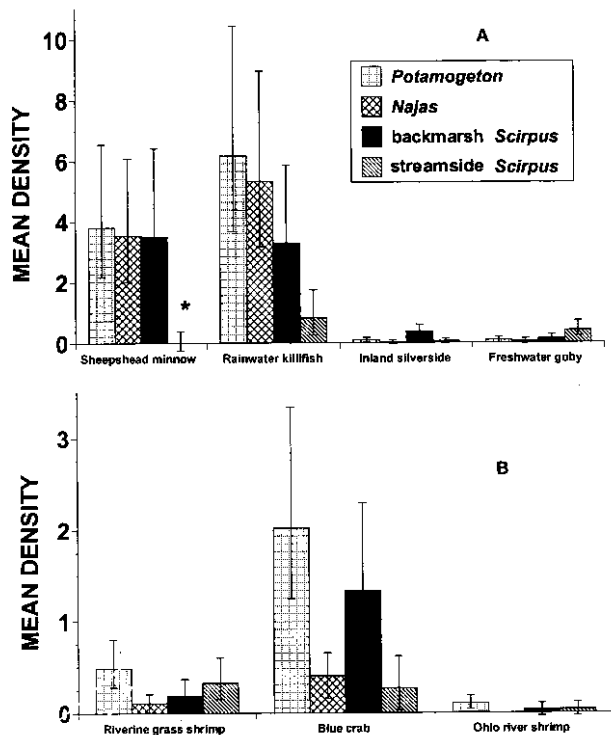 A
10
8
6
4
2
0
MEAN DENSITY
Potamogeton
Najas
backmarsh Scirpus
streamside Scirpus
*
Sheepshead minnow
Rainwater killifish
Inland silverside
Freshwater goby
B
3
2
1
0
MEAN DENSITY
Riverine grass shrimp
Blue crab
Ohio river shrimp